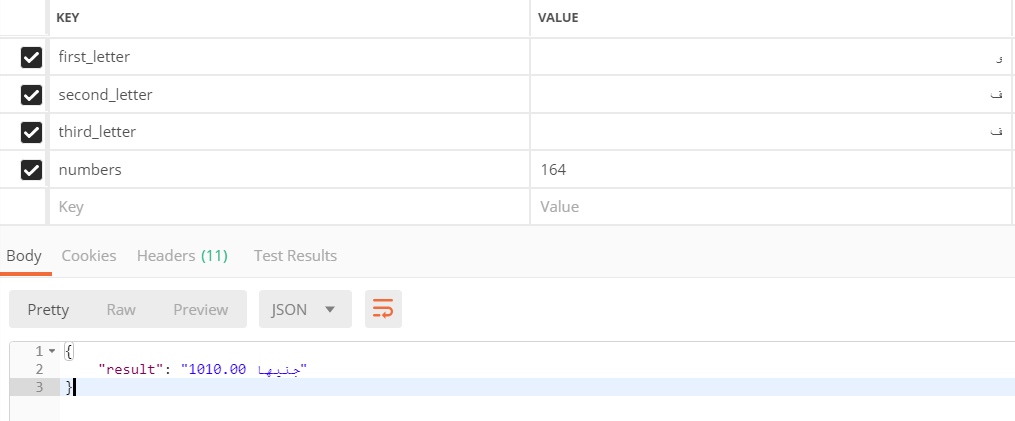 KEY VALUE
first_letter و
second_letter ف
third_letter ف
numbers 164
Key Value
Body Cookies Headers (11) Test Results
Pretty Raw Preview JSON
1 {
2 "result": "1010.00 جنيها"
3 }